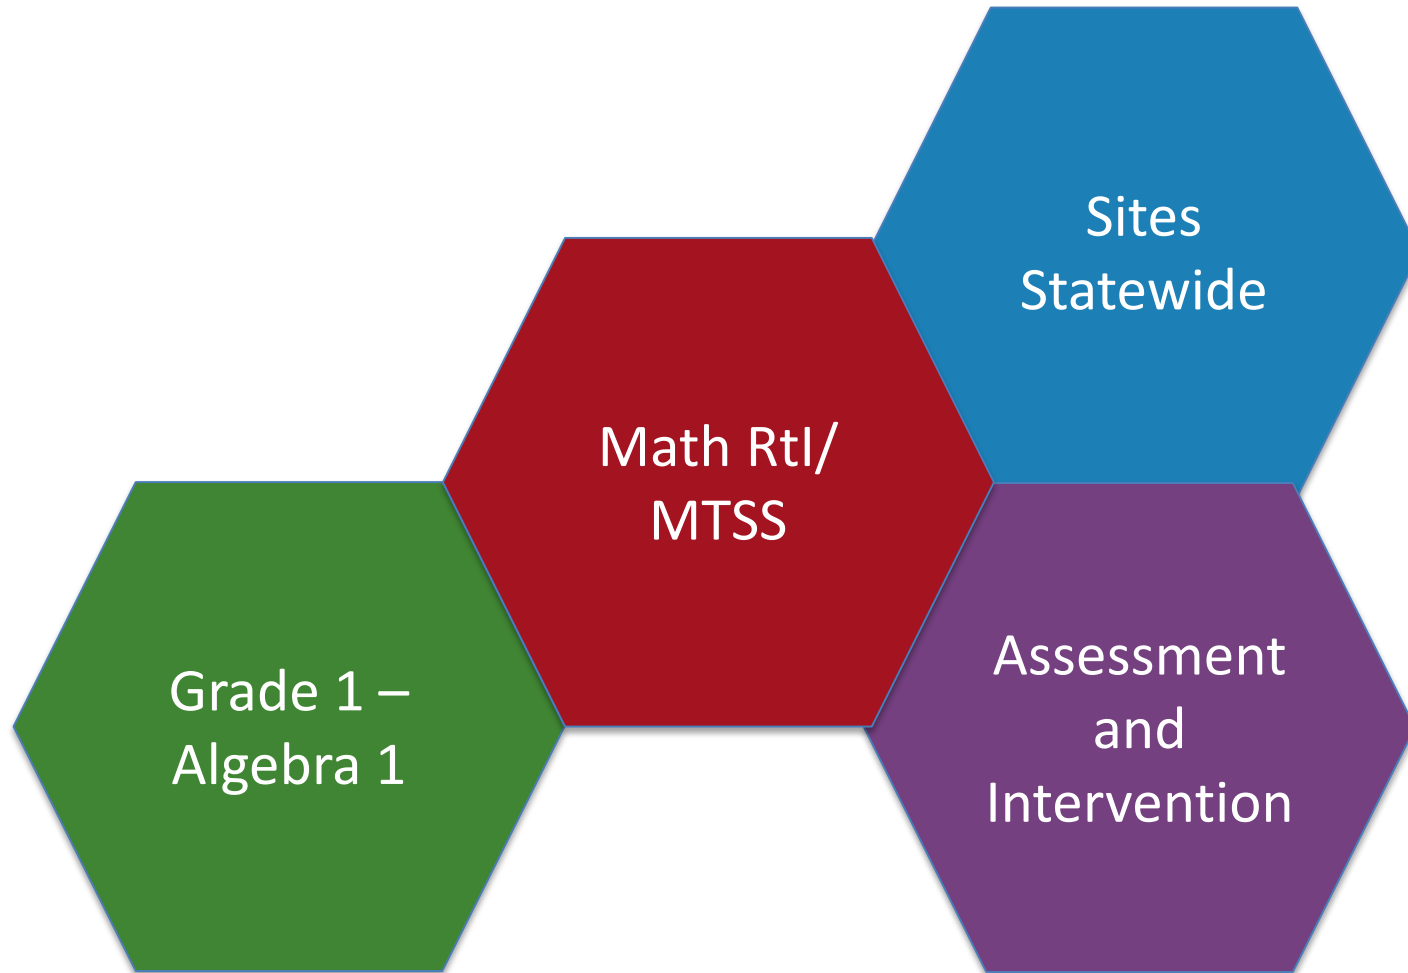 Sites
Statewide
Math RtI/
MTSS
Grade 1 –
Algebra 1
Assessment
and
Intervention